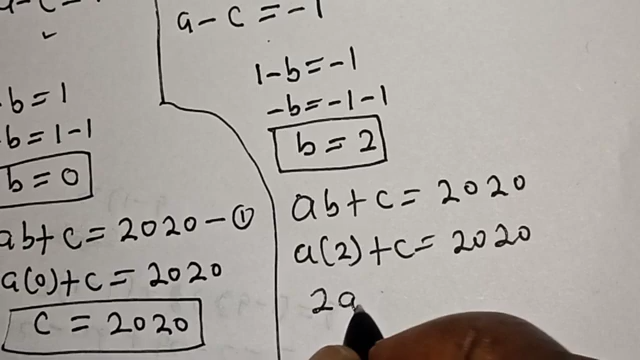 a-c=-1
-b=1
-b=1-1
b=0
ab+c=2020-①
a(0)+c=2020
c=2020
a-c=-1
1-b=-1
-b=-1-1
b=2
ab+c=2020
a(2)+c=2020
2a